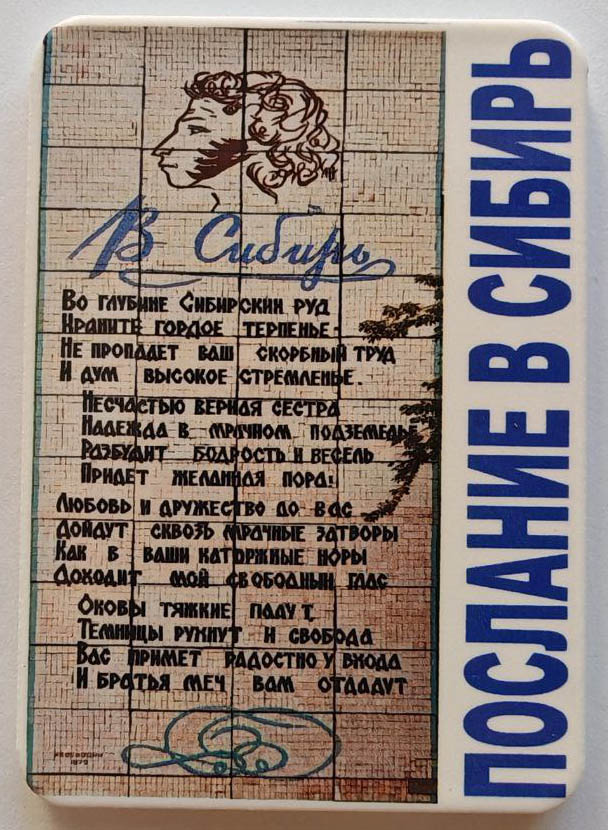 В Сибирь
Во глубине Сибирских руд
Храните гордое терпенье.
Не пропадет ваш скорбный труд
И дум высокое стремленье.
Несчастью верная сестра
Надежда в мрачном подземелье
Разбудит бодрость и весель
Придет желанная пора:
Любовь и дружество до вас
дойдут сквозь мрачные затворы
Как в ваши каторжные норы
Доходит мой свободный глас
Оковы тяжкие падут,
Темницы рухнут и свобода
Вас примет радостно у входа
И братья меч вам отдадут
1979
ПОСЛАНИЕ В СИБИРЬ